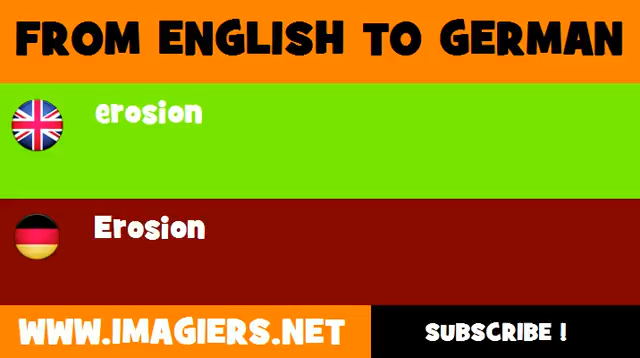 FROM ENGLISH TO GERMAN
erosion
Erosion
WWW.IMAGIERS.NET
SUBSCRIBE !